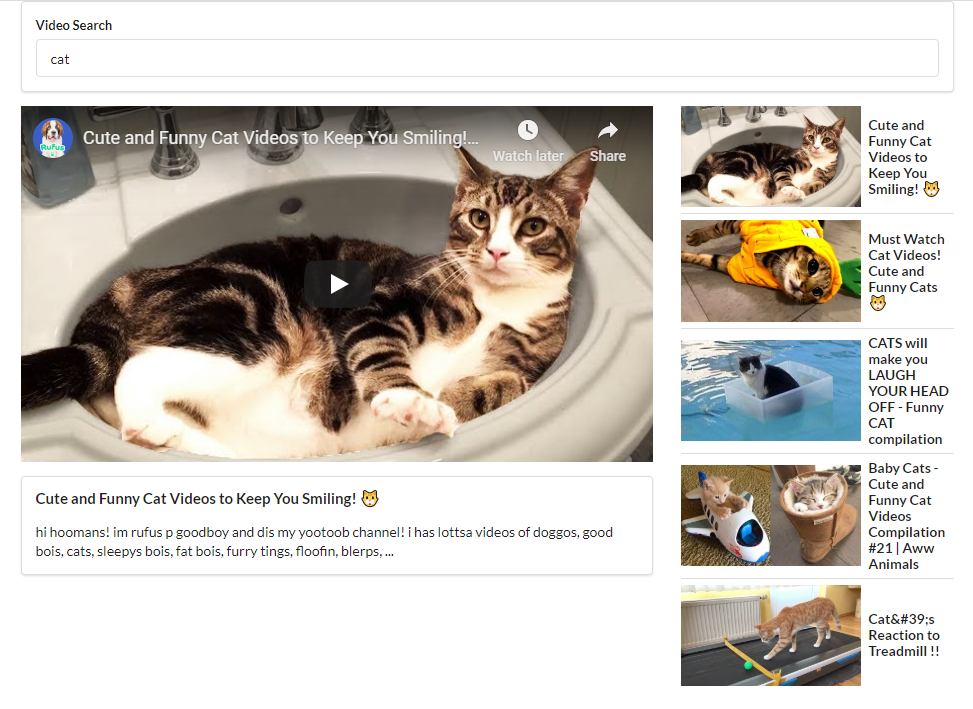 Video Search
cat
Rufus
Cute and Funny Cat Videos to Keep You Smiling!...
Watch later
Share
Cute and Funny Cat Videos to Keep You Smiling! 🐱
hi hoomans! im rufus p goodboy and dis my yootoob channel! i has lottsa videos of doggos, good
bois, cats, sleepys bois, fat bois, furry tings, floofin, blerps, ...
Cute and
Funny Cat
Videos to
Keep You
Smiling! 🐱
Must Watch
Cat Videos!
Cute and
Funny Cats
🐱
CATS will
make you
LAUGH
YOUR HEAD
OFF - Funny
CAT
compilation
Baby Cats -
Cute and
Funny Cat
Videos
Compilation
#21 | Aww
Animals
Cat&#39;s
Reaction to
Treadmill !!